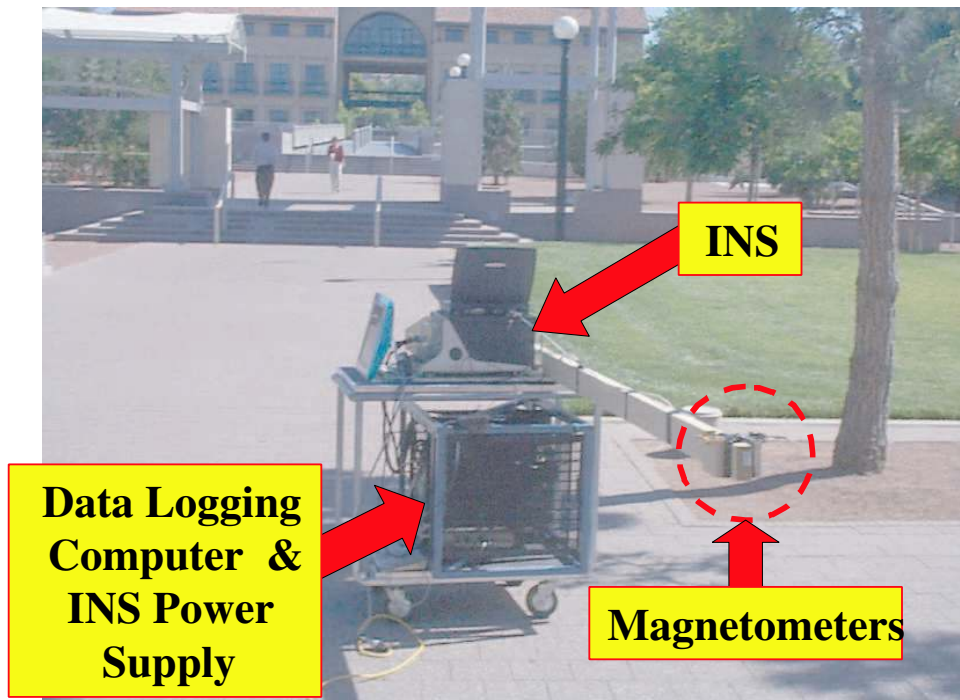 INS
Data Logging
Computer &
INS Power
Supply
Magnetometers